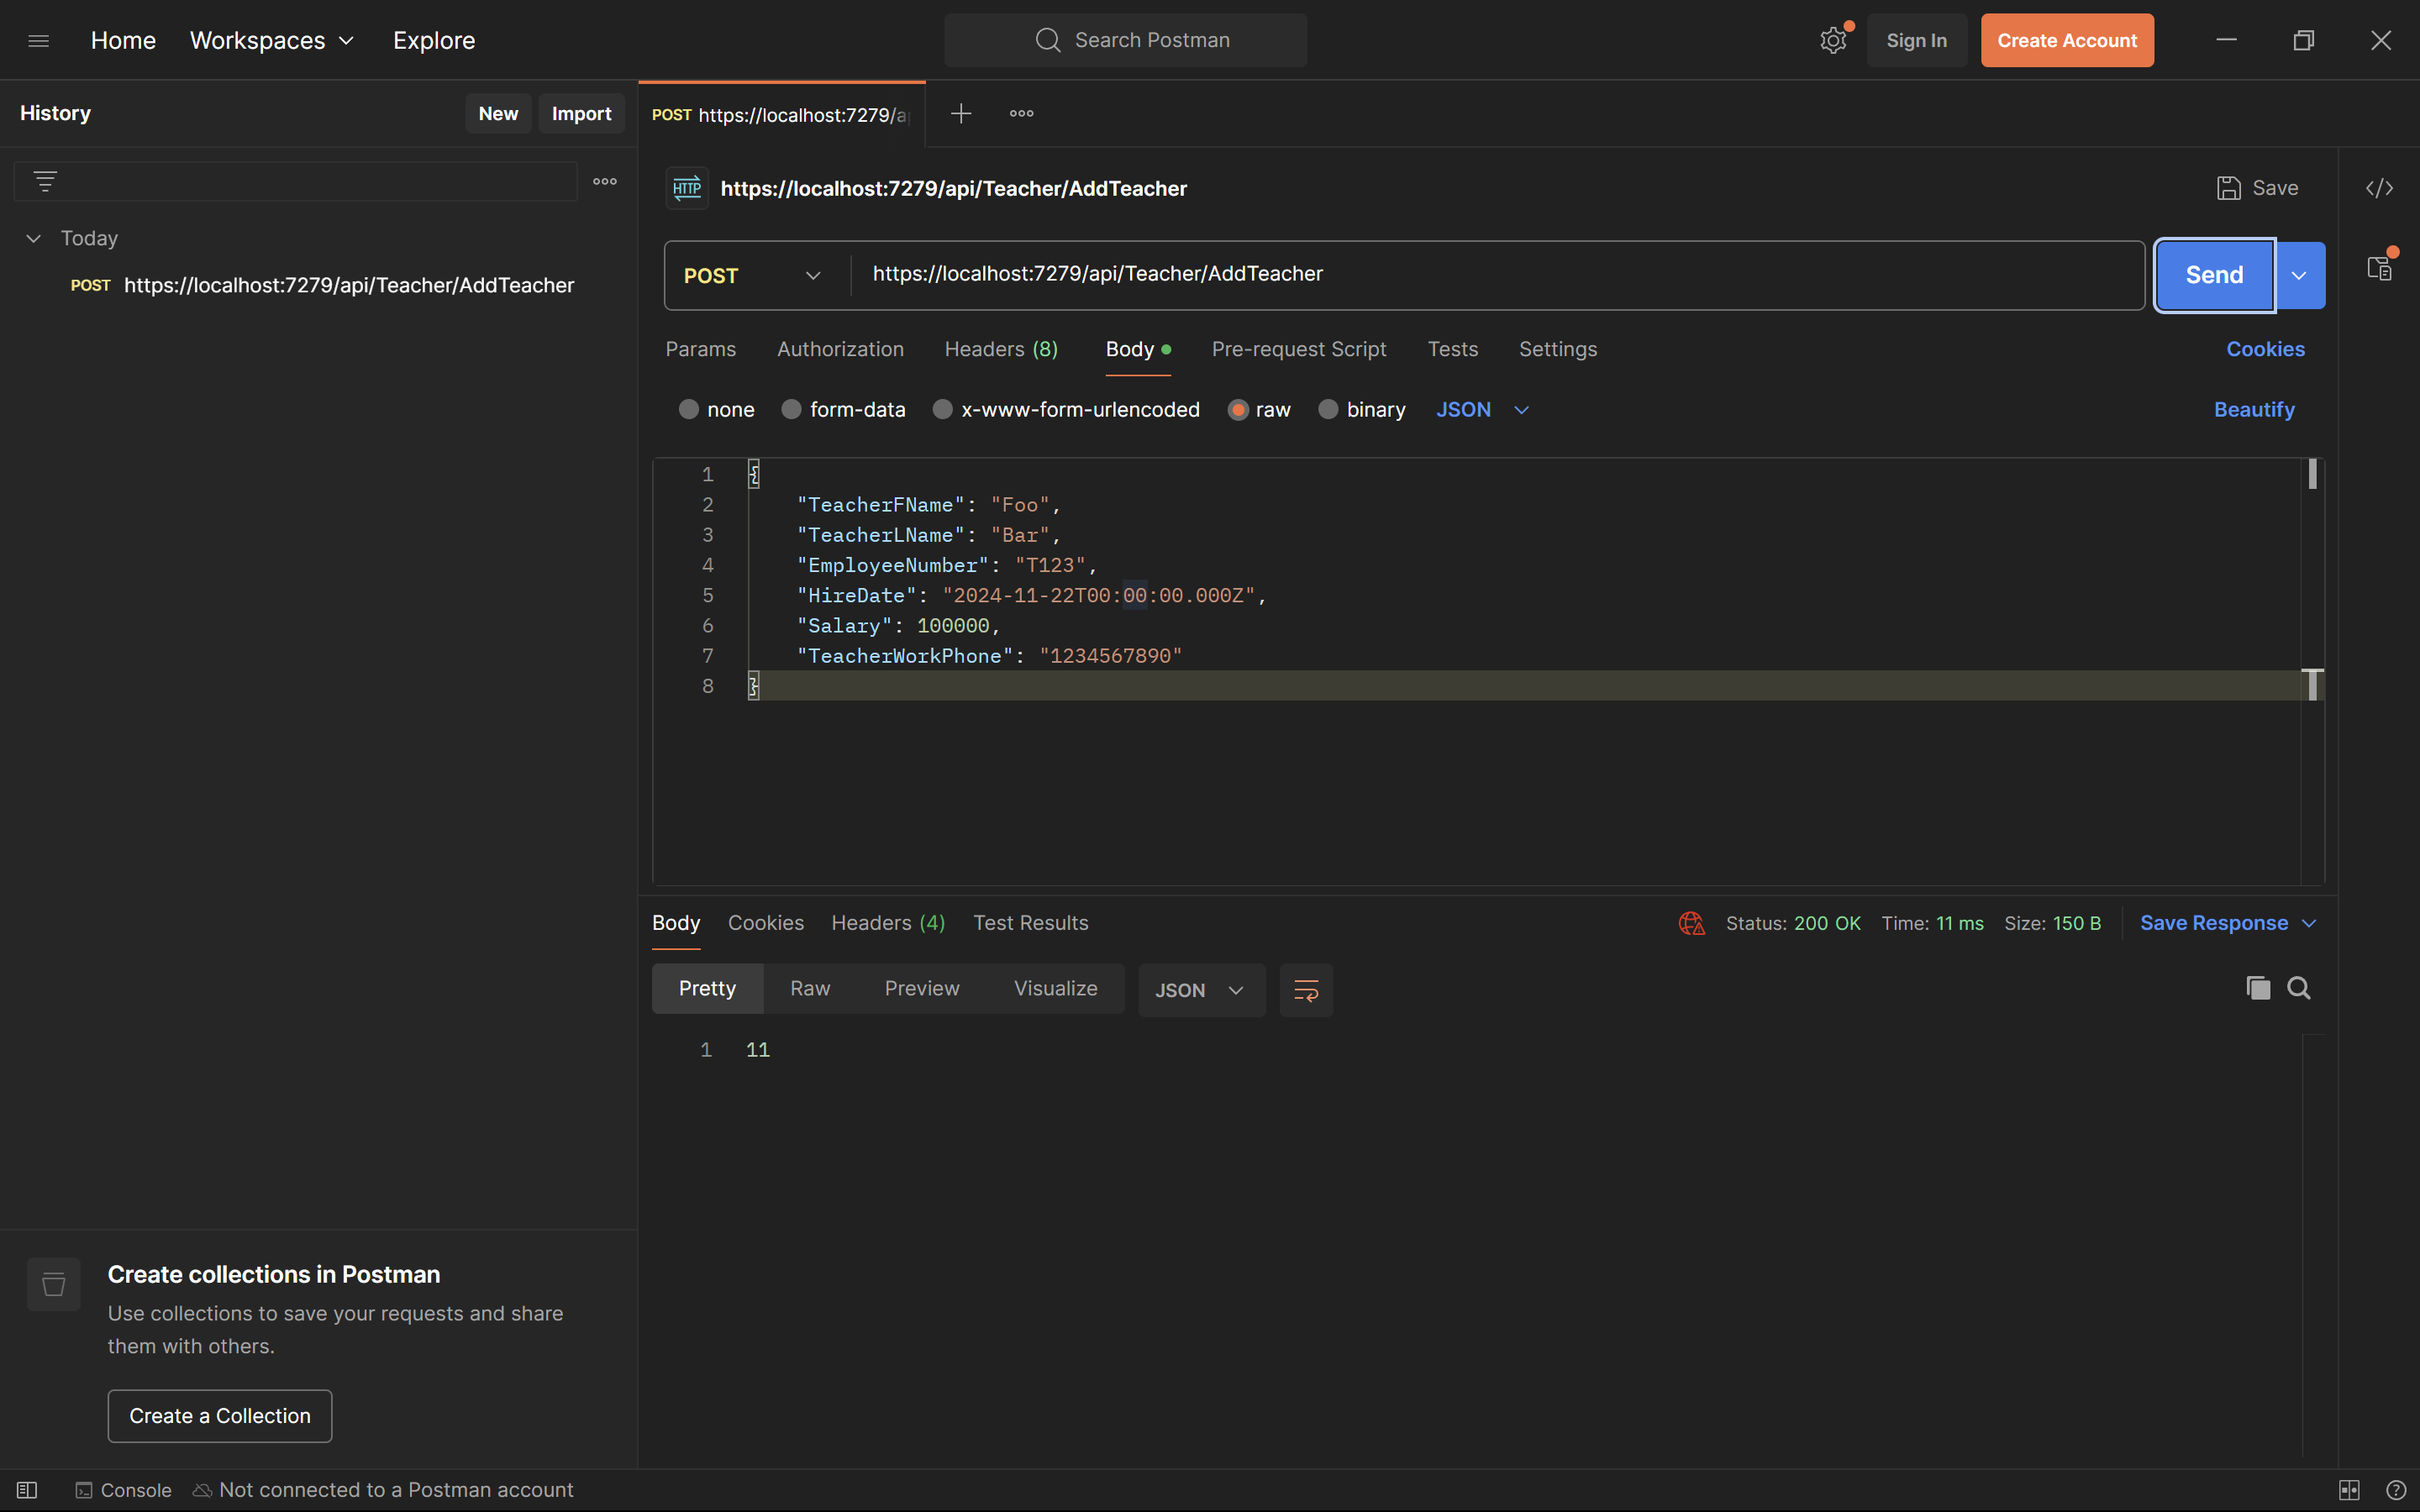 Home Workspaces Explore
Search Postman
Sign In Create Account
History New Import
POST https://localhost:7279/a
Today
POST https://localhost:7279/api/Teacher/AddTeacher
HTTP https://localhost:7279/api/Teacher/AddTeacher
Save
POST https://localhost:7279/api/Teacher/AddTeacher
Send
Params Authorization Headers (8) Body Pre-request Script Tests Settings Cookies
none form-data x-www-form-urlencoded raw binary JSON Beautify
1 {
2 "TeacherFName": "Foo",
3 "TeacherLName": "Bar",
4 "EmployeeNumber": "T123",
5 "HireDate": "2024-11-22T00:00:00.000Z",
6 "Salary": 100000,
7 "TeacherWorkPhone": "1234567890"
8 }
Body Cookies Headers (4) Test Results Status: 200 OK Time: 11 ms Size: 150 B Save Response
Pretty Raw Preview Visualize JSON
1 11
Create collections in Postman
Use collections to save your requests and share
them with others.
Create a Collection
Console Not connected to a Postman account